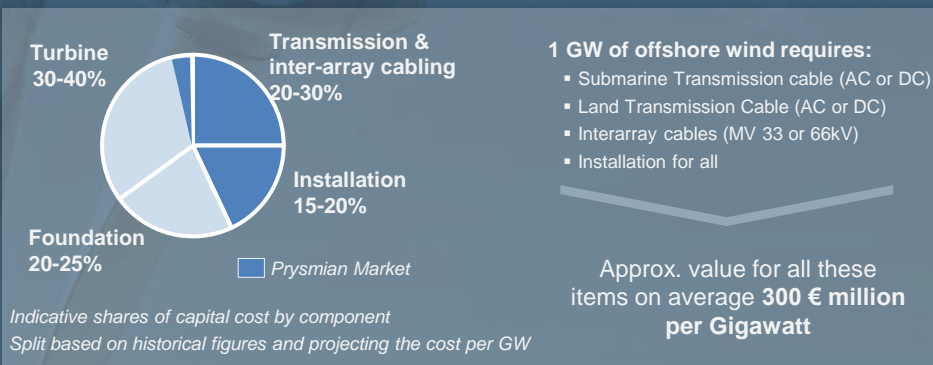 Turbine
30-40%
Transmission &
inter-array cabling
20-30%
Installation
15-20%
Foundation
20-25%
Prysmian Market
Indicative shares of capital cost by component
Split based on historical figures and projecting the cost per GW
1 GW of offshore wind requires:
▪ Submarine Transmission cable (AC or DC)
▪ Land Transmission Cable (AC or DC)
▪ Interarray cables (MV 33 or 66kV)
▪ Installation for all
Approx. value for all these
items on average 300 € million
per Gigawatt